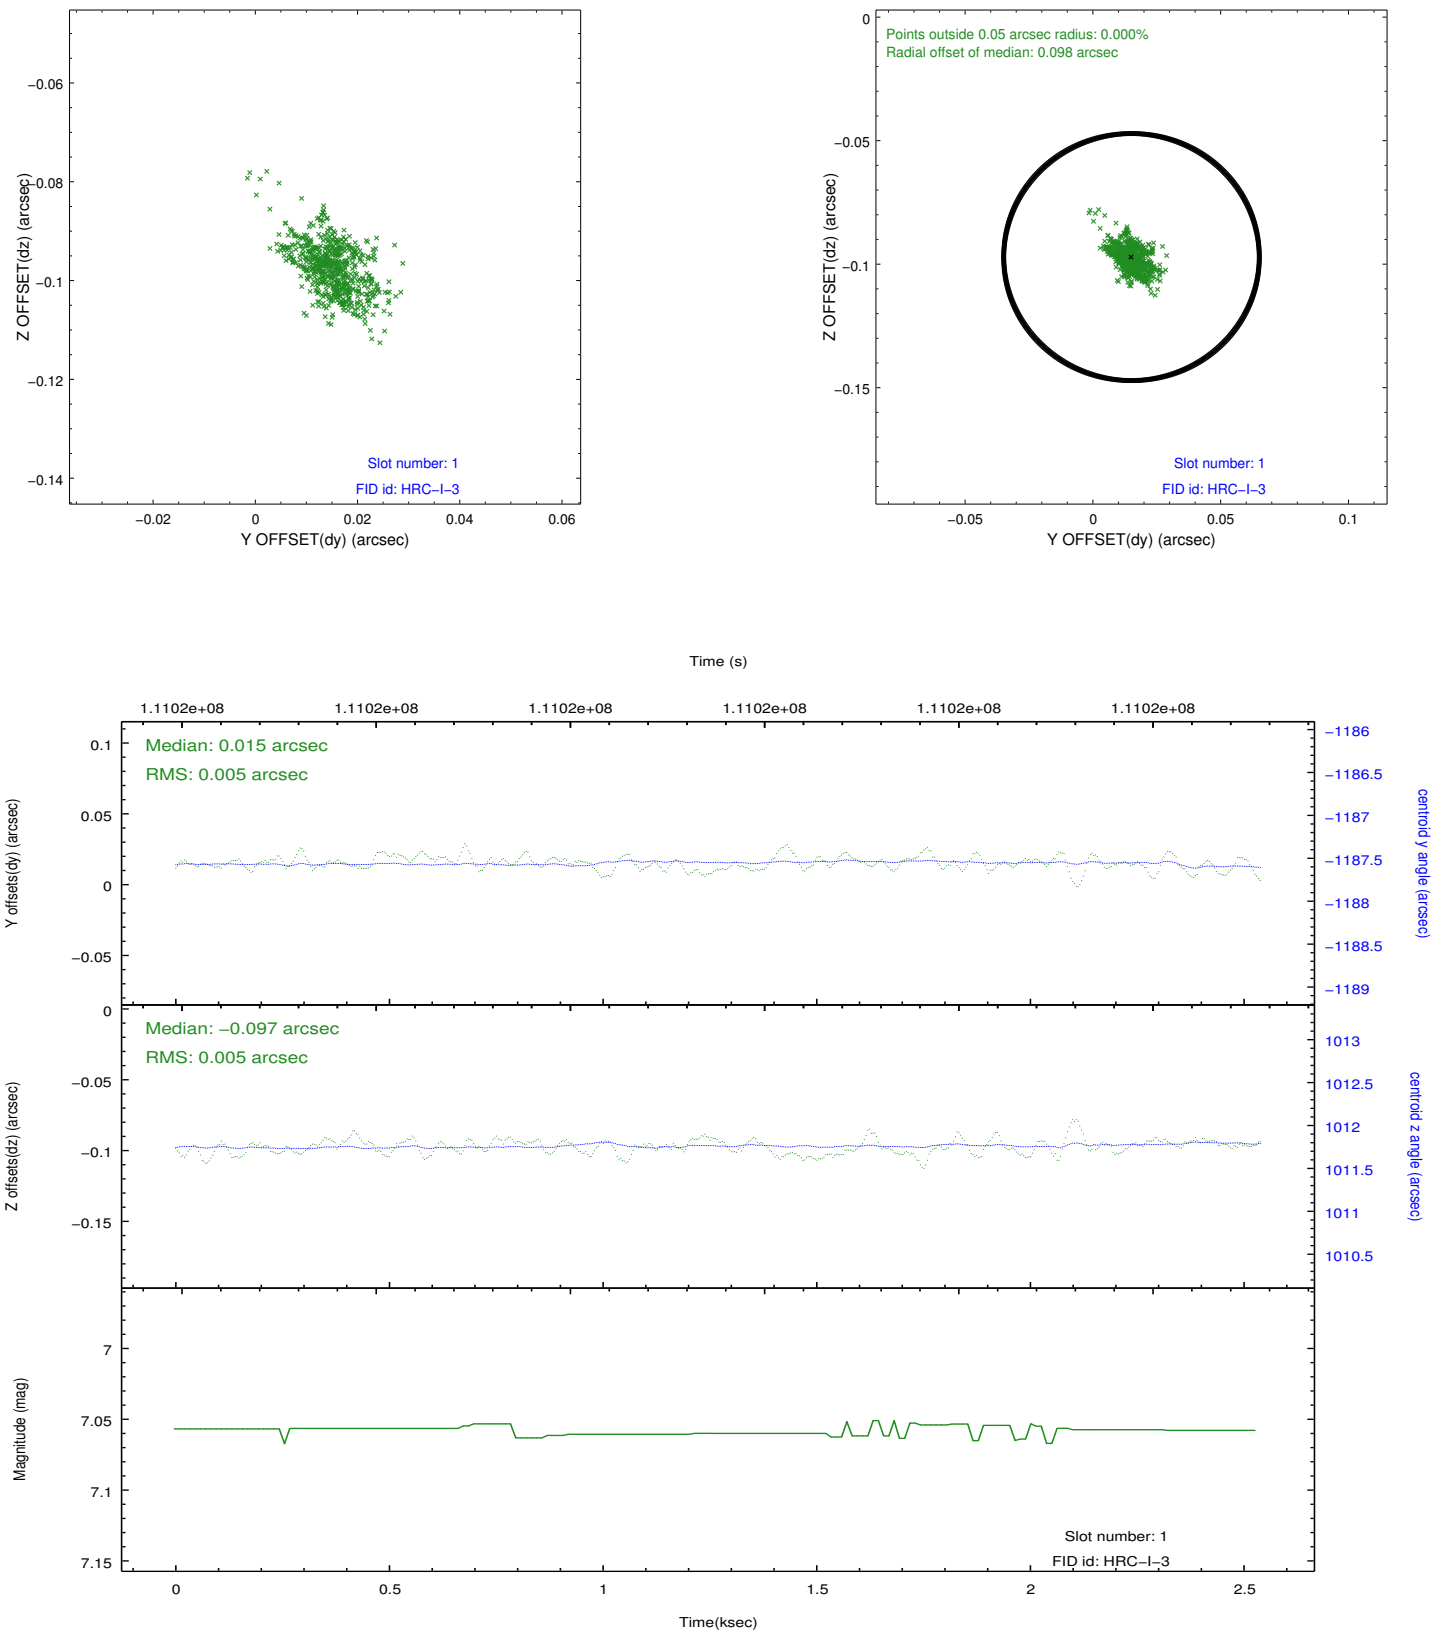 −0.06
−0.08
−0.1
−0.12
−0.14
Z OFFSET(dz) (arcsec)
Slot number: 1
FID id: HRC−I−3
−0.02
0
0.02
0.04
0.06
Y OFFSET(dy) (arcsec)
0
−0.05
−0.1
−0.15
Z OFFSET(dz) (arcsec)
Points outside 0.05 arcsec radius: 0.000%
Radial offset of median: 0.098 arcsec
Slot number: 1
FID id: HRC−I−3
−0.05
0
0.05
0.1
Y OFFSET(dy) (arcsec)
Time (s)
1.1102e+08
1.1102e+08
1.1102e+08
1.1102e+08
1.1102e+08
1.1102e+08
Median: 0.015 arcsec
RMS: 0.005 arcsec
0.1
0.05
0
−0.05
Y offsets(dy) (arcsec)
−1186
−1186.5
−1187
−1187.5
−1188
−1188.5
−1189
centroid y angle (arcsec)
Median: −0.097 arcsec
RMS: 0.005 arcsec
0
−0.05
−0.1
−0.15
Z offsets(dz) (arcsec)
1013
1012.5
1012
1011.5
1011
1010.5
centroid z angle (arcsec)
7
7.05
7.1
7.15
Magnitude (mag)
Slot number: 1
FID id: HRC−I−3
0
0.5
1
1.5
2
2.5
Time(ksec)